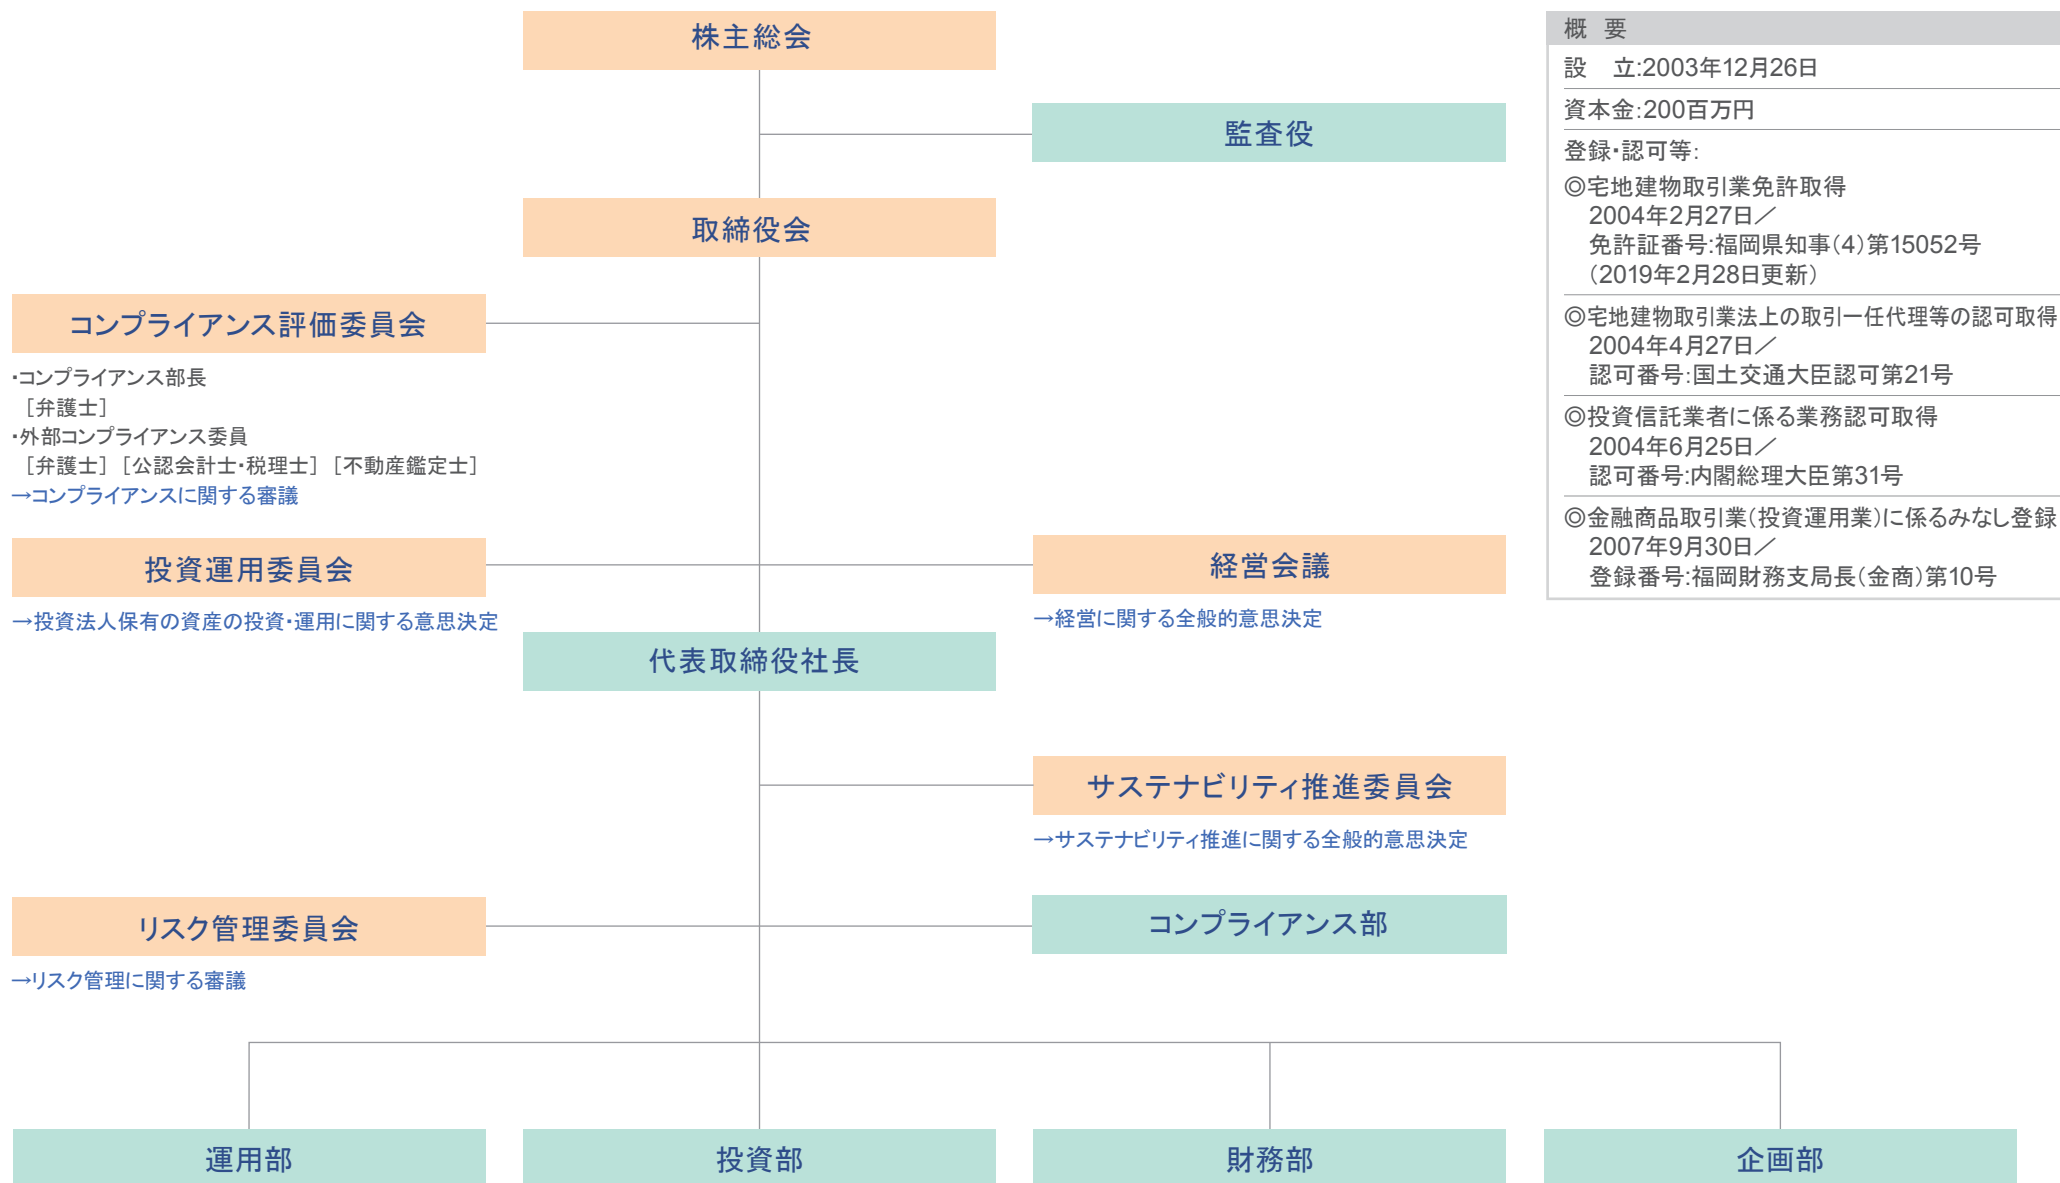 株主総会
監査役
取締役会
コンプライアンス評価委員会
・コンプライアンス部長
［弁護士］
・外部コンプライアンス委員
［弁護士］［公認会計士・税理士］［不動産鑑定士］
→コンプライアンスに関する審議
投資運用委員会
→投資法人保有の資産の投資・運用に関する意思決定
経営会議
→経営に関する全般的意思決定
代表取締役社長
サステナビリティ推進委員会
→サステナビリティ推進に関する全般的意思決定
リスク管理委員会
→リスク管理に関する審議
コンプライアンス部
運用部
投資部
財務部
企画部
概 要
設 立:2003年12月26日
資本金:200百万円
登録・認可等:
◎宅地建物取引業免許取得
2004年2月27日／
免許証番号:福岡県知事(4)第15052号
（2019年2月28日更新）
◎宅地建物取引業法上の取引一任代理等の認可取得
2004年4月27日／
認可番号:国土交通大臣認可第21号
◎投資信託業者に係る業務認可取得
2004年6月25日／
認可番号:内閣総理大臣第31号
◎金融商品取引業（投資運用業）に係るみなし登録
2007年9月30日／
登録番号:福岡財務支局長（金商）第10号